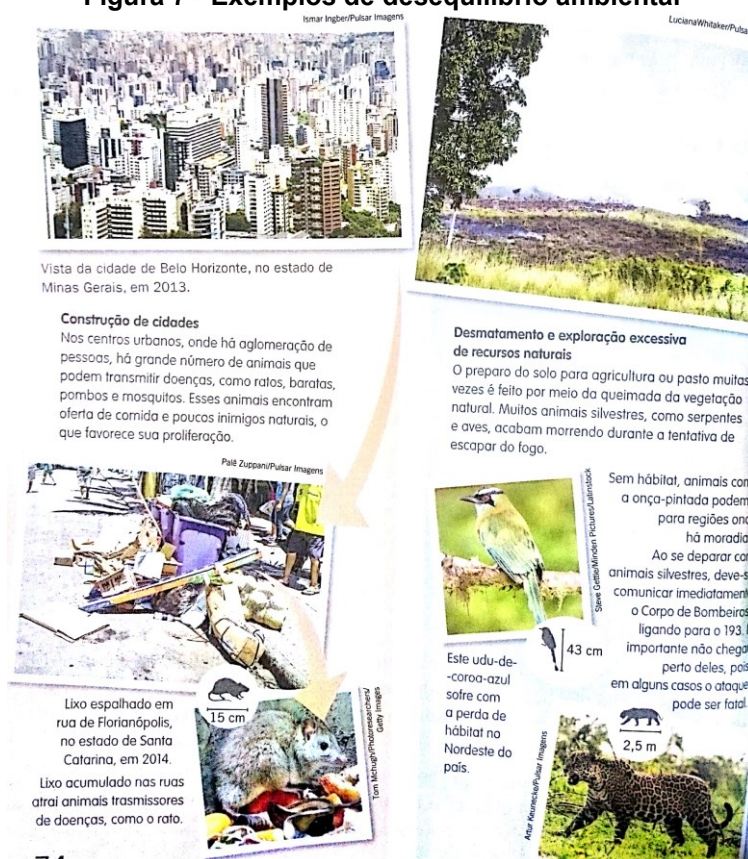 Figura 7 - Exemplos de desequilíbrio ambiental
Ismar Ingber/Pulsar Imagens
Vista da cidade de Belo Horizonte, no estado de
Minas Gerais, em 2013.
Construção de cidades
Nos centros urbanos, onde há aglomeração de
pessoas, há grande número de animais que
podem transmitir doenças, como ratos, baratas,
pombos e mosquitos. Esses animais encontram
oferta de comida e poucos inimigos naturais, o
que favorece sua proliferação.
Palê Zuppani/Pulsar Imagens
Lixo espalhado em
rua de Florianópolis,
no estado de Santa
Catarina, em 2014.
Lixo acumulado nas ruas
atrai animais trasmissores
de doenças, como o rato.
15 cm
Tom Mchugh/Photoresearchers/
Getty Images
LucianaWhitaker/Pulsa
Desmatamento e exploração excessiva
de recursos naturais
O preparo do solo para agricultura ou pasto muitas
vezes é feito por meio da queimada da vegetação
natural. Muitos animais silvestres, como serpentes
e aves, acabam morrendo durante a tentativa de
escapar do fogo.
Steve Gettle/Minden Pictures/Latinstock
43 cm
Este udu-de-
-coroa-azul
sofre com
a perda de
hábitat no
Nordeste do
país.
Sem hábitat, animais com
a onça-pintada podem
para regiões ond
há moradia
Ao se deparar co
animais silvestres, deve-s
comunicar imediatament
o Corpo de Bombeiros
ligando para o 193.
importante não chega
perto deles, pois
em alguns casos o ataque
pode ser fatal.
2,5 m
Artur Keunecke/Pulsar Imagens